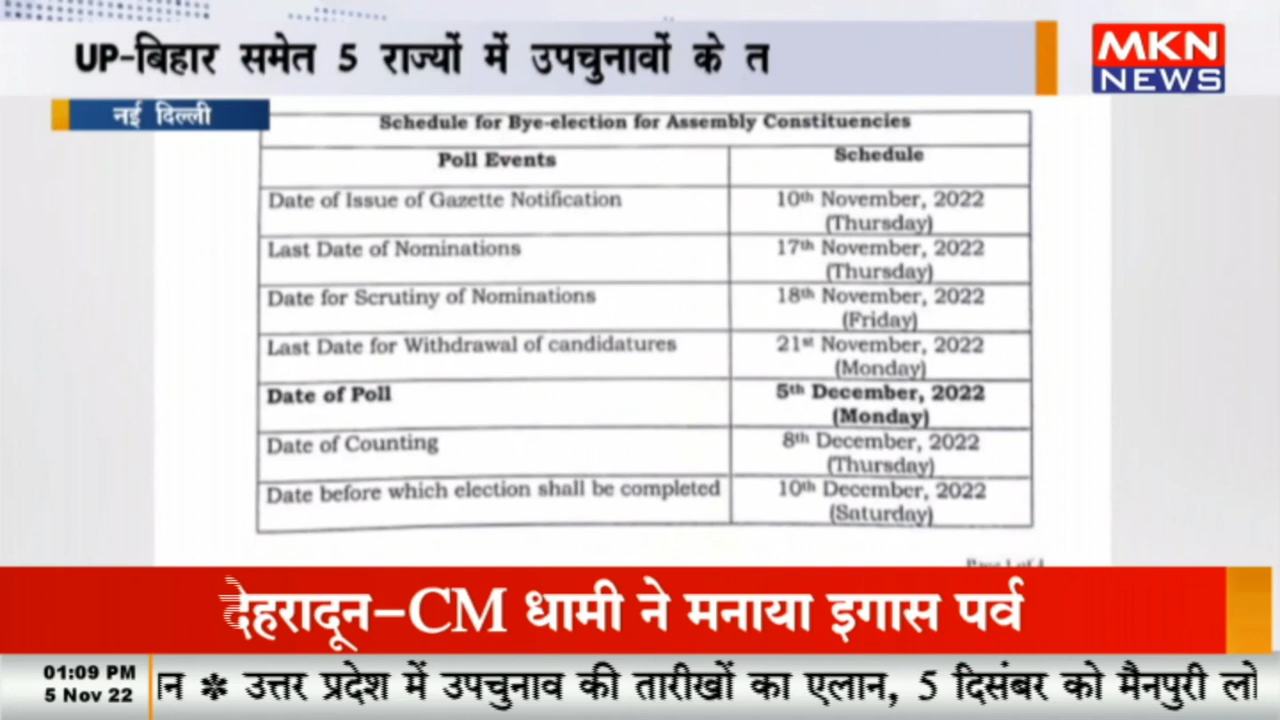 UP-बिहार समेत 5 राज्यों में उपचुनावों के त
MKN
NEWS
नई दिल्ली
Schedule for Bye-election for Assembly Constituencies
Poll Events Schedule
Date of Issue of Gazette Notification 10th November, 2022
(Thursday)
Last Date of Nominations 17th November, 2022
(Thursday)
Date for Scrutiny of Nominations 18th November, 2022
(Friday)
Last Date for Withdrawal of candidatures 21st November, 2022
(Monday)
Date of Poll 5th December, 2022
(Monday)
Date of Counting 8th December, 2022
(Thursday)
Date before which election shall be completed 10th December, 2022
(Saturday)
देहरादून-CM धामी ने मनाया इगास पर्व
01:09 PM
5 Nov 22
न * उत्तर प्रदेश में उपचुनाव की तारीखों का एलान, 5 दिसंबर को मैनपुरी लो